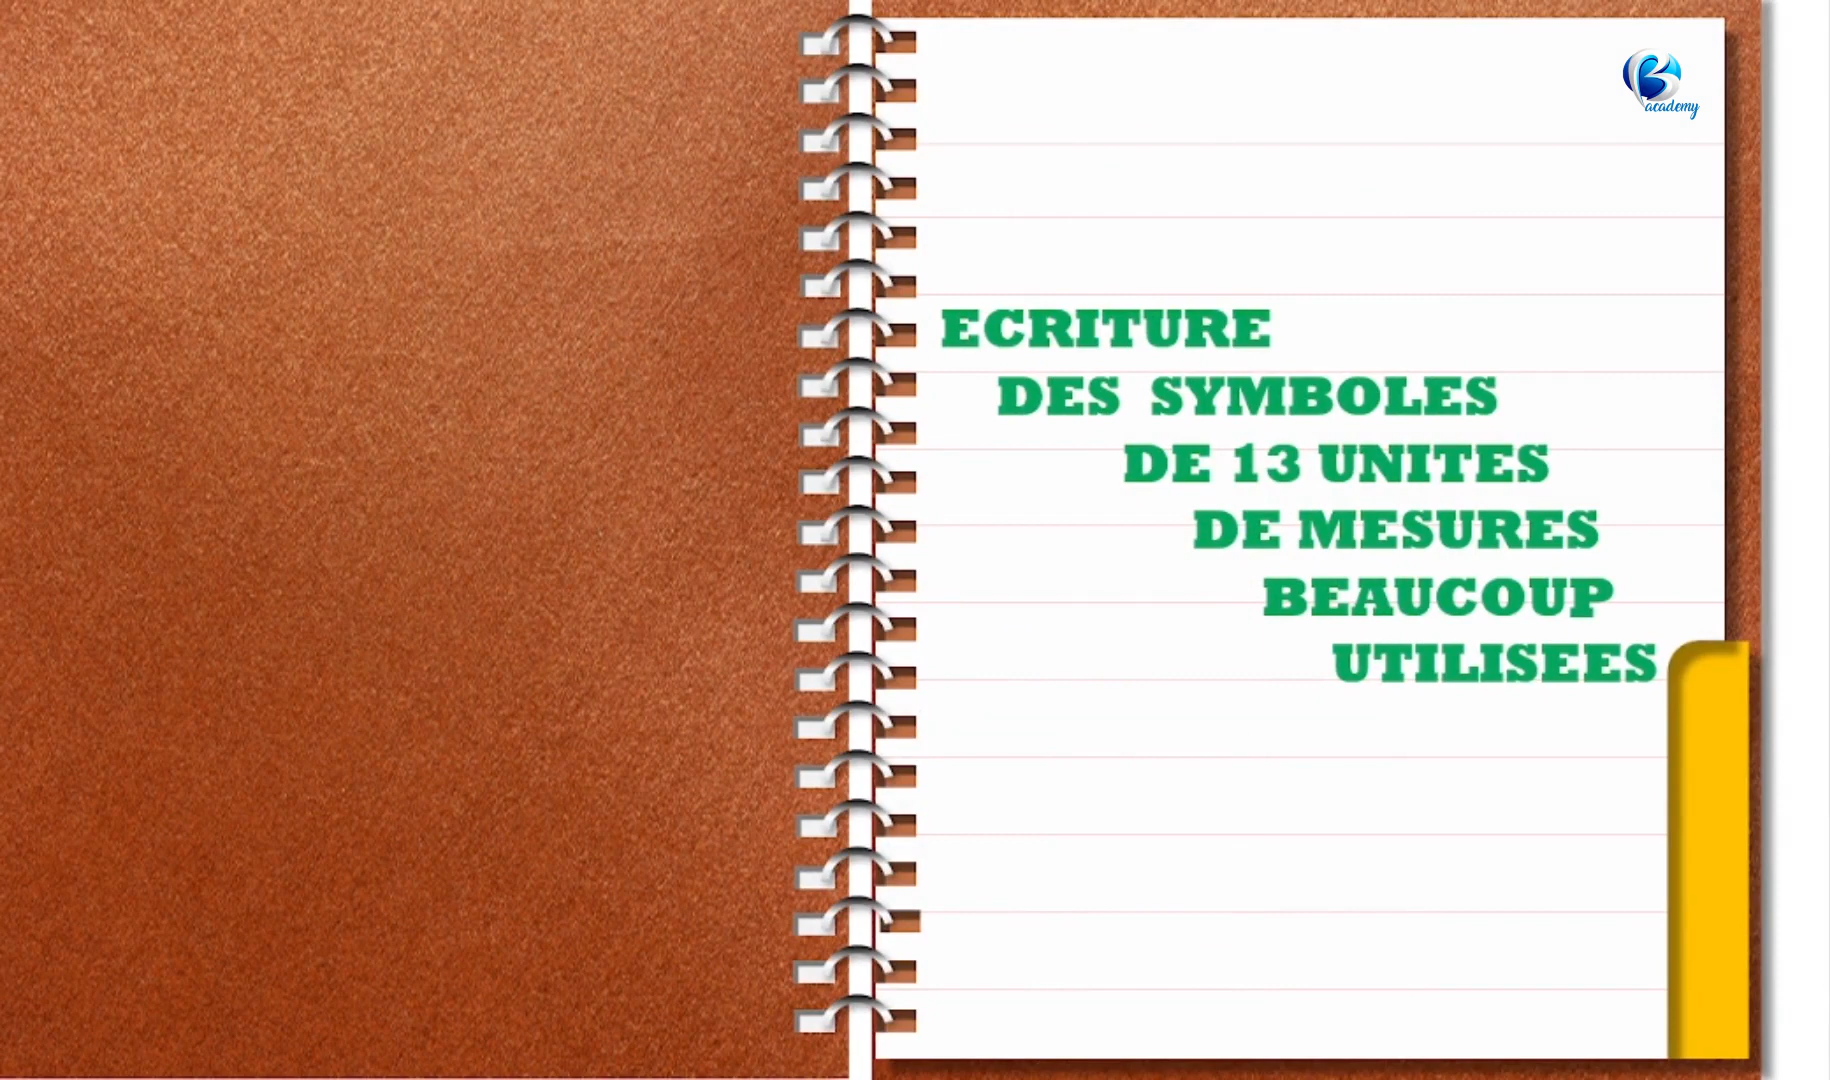 academy
ECRITURE
DES SYMBOLES
DE 13 UNITES
DE MESURES
BEAUCOUP
UTILISEES